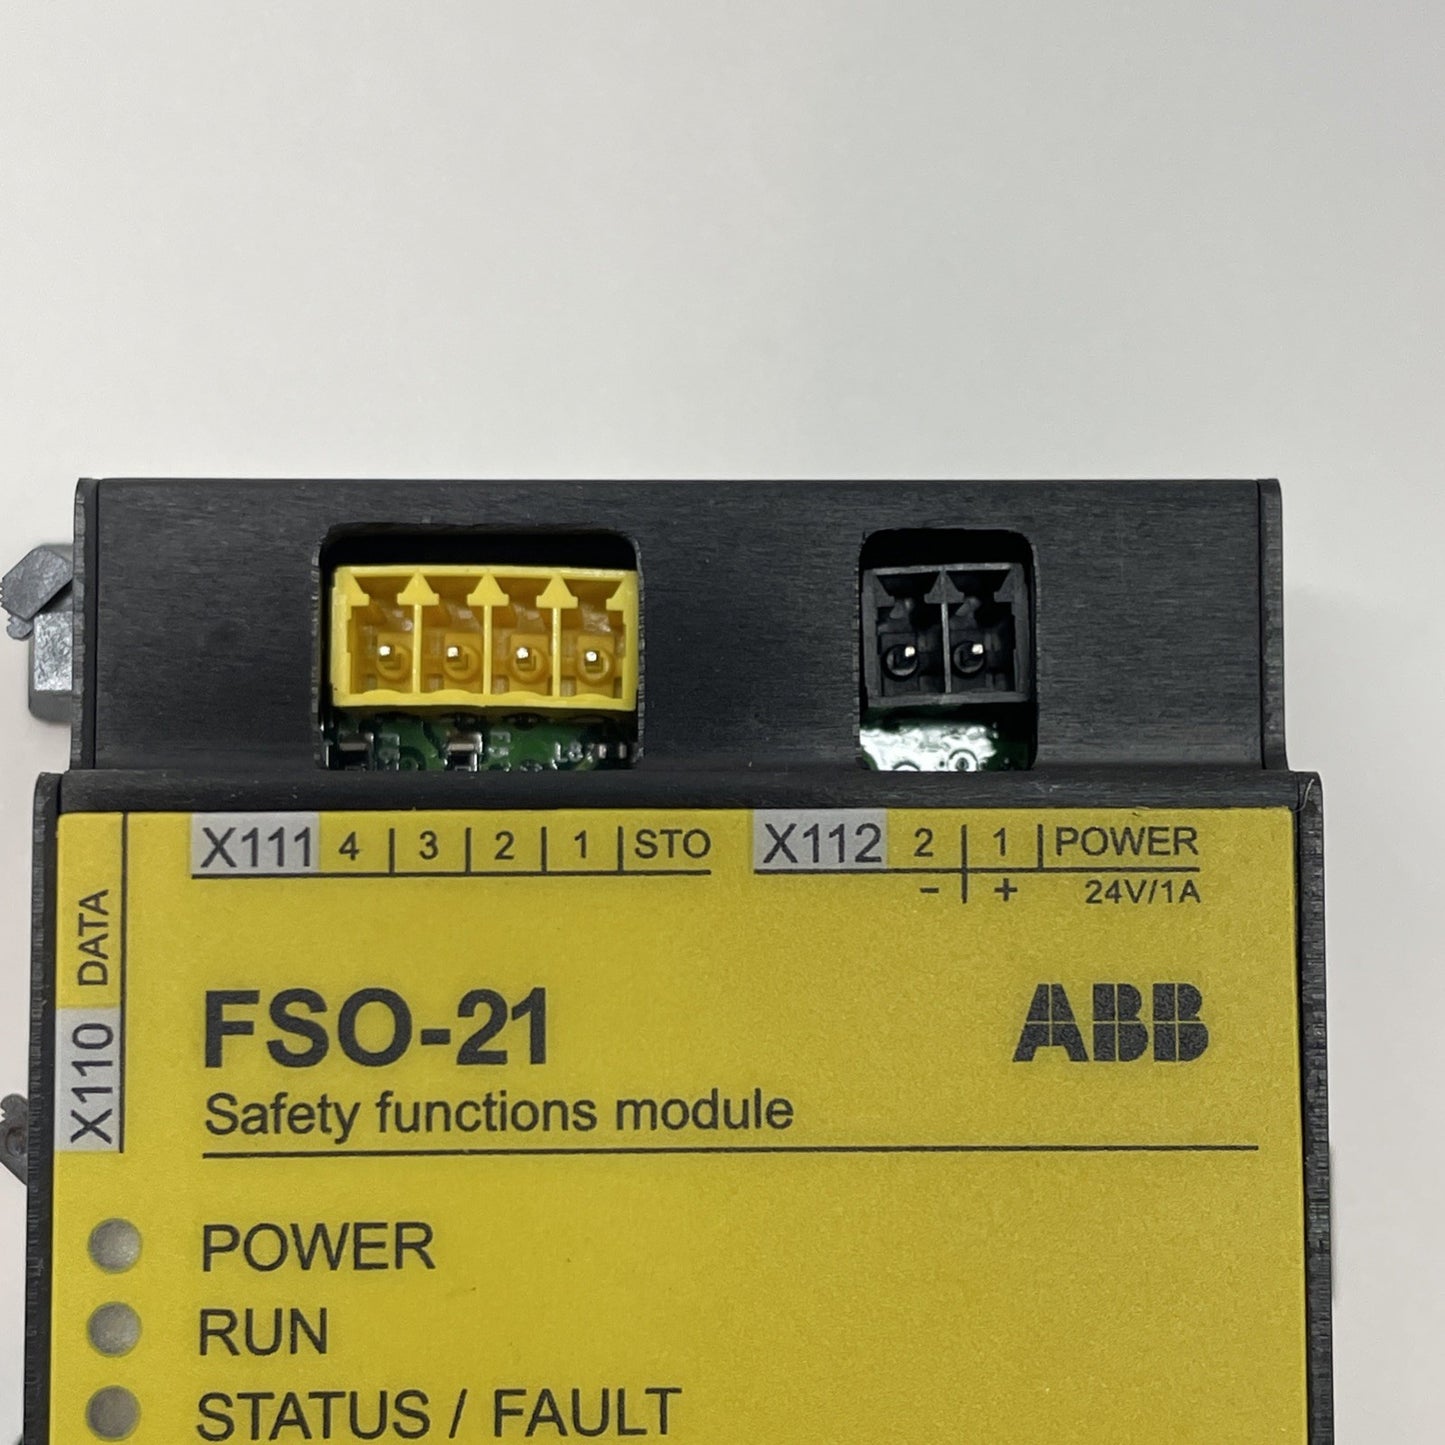 X111 4 | 3 | 2 | 1 | STO
X112 2 | 1 | POWER
- | + 24V/1A
X110 DATA
FSO-21
ABB
Safety functions module
POWER
RUN
STATUS / FAULT